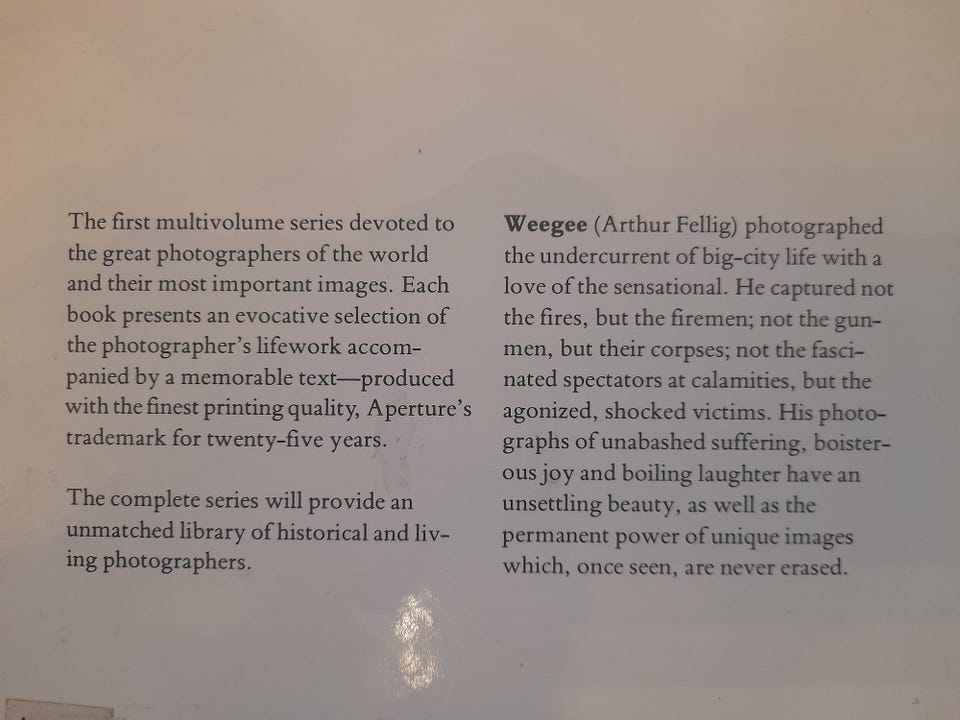 The first multivolume series devoted to
the great photographers of the world
and their most important images. Each
book presents an evocative selection of
the photographer's lifework accom-
panied by a memorable text—produced
with the finest printing quality, Aperture's
trademark for twenty-five years.
The complete series will provide an
unmatched library of historical and liv-
ing photographers.
Weegee (Arthur Fellig) photographed
the undercurrent of big-city life with a
love of the sensational. He captured not
the fires, but the firemen; not the gun-
men, but their corpses; not the fasci-
nated spectators at calamities, but the
agonized, shocked victims. His photo-
graphs of unabashed suffering, boister-
ous joy and boiling laughter have an
unsettling beauty, as well as the
permanent power of unique images
which, once seen, are never erased.